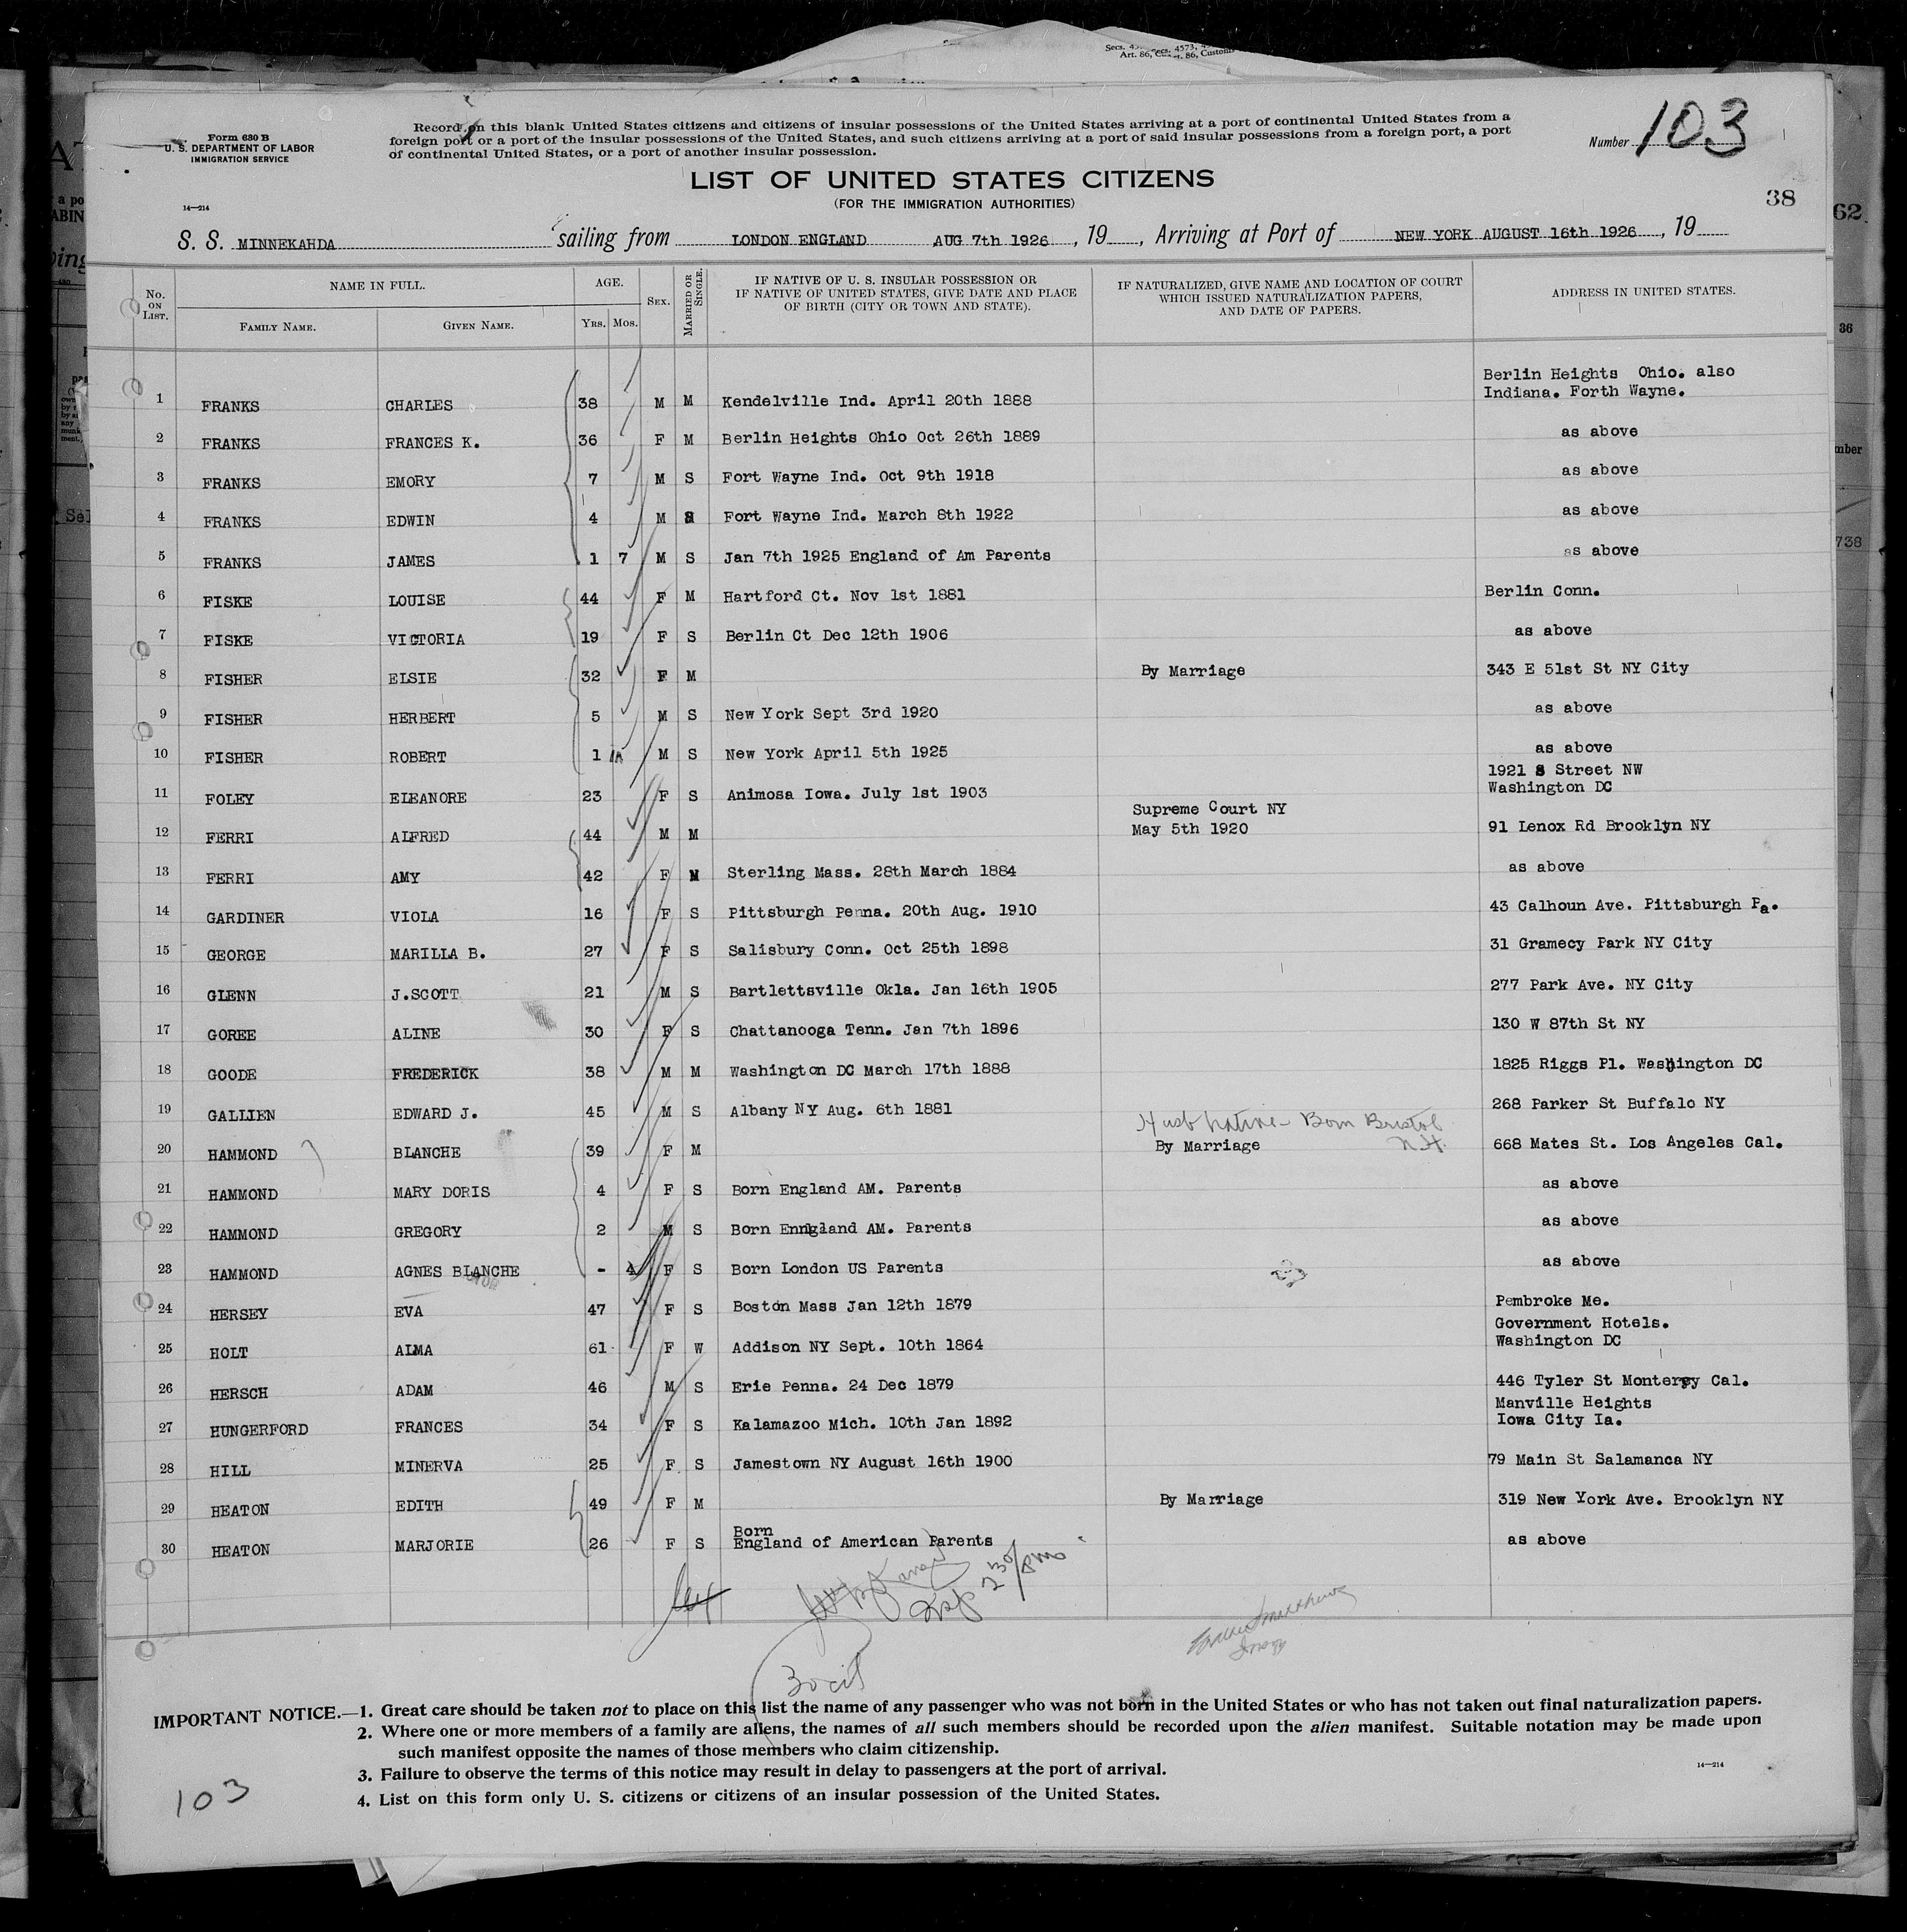 Form 630 B
U. S. DEPARTMENT OF LABOR
IMMIGRATION SERVICE
14—214
Record on this blank United States citizens and citizens of insular possessions of the United States arriving at a port of continental United States from a
foreign port or a port of the insular possessions of the United States, and such citizens arriving at a port of said insular possessions from a foreign port, a port
of continental United States, or a port of another insular possession.
Number 103
LIST OF UNITED STATES CITIZENS
(FOR THE IMMIGRATION AUTHORITIES)
38
S. S. MINNEKAHDA sailing from LONDON ENGLAND AUG 7th 1926 , 19 , Arriving at Port of NEW YORK AUGUST 16th 1926 , 19
No. ON LIST. NAME IN FULL. FAMILY NAME. GIVEN NAME. AGE. YRS. MOS. SEX. MARRIED OR SINGLE. IF NATIVE OF U. S. INSULAR POSSESSION OR IF NATIVE OF UNITED STATES, GIVE DATE AND PLACE OF BIRTH (CITY OR TOWN AND STATE). IF NATURALIZED, GIVE NAME AND LOCATION OF COURT WHICH ISSUED NATURALIZATION PAPERS, AND DATE OF PAPERS. ADDRESS IN UNITED STATES.
1 FRANKS CHARLES 38 M M Kendelville Ind. April 20th 1888 Berlin Heights Ohio. also Indiana. Forth Wayne.
2 FRANKS FRANCES K. 36 F M Berlin Heights Ohio Oct 26th 1889 as above
3 FRANKS EMORY 7 M S Fort Wayne Ind. Oct 9th 1918 as above
4 FRANKS EDWIN 4 M S Fort Wayne Ind. March 8th 1922 as above
5 FRANKS JAMES 1 7 M S Jan 7th 1925 England of Am Parents as above
6 FISKE LOUISE 44 F M Hartford Ct. Nov 1st 1881 Berlin Conn.
7 FISKE VICTORIA 19 F S Berlin Ct Dec 12th 1906 as above
8 FISHER ELSIE 32 F M By Marriage 343 E 51st St NY City
9 FISHER HERBERT 5 M S New York Sept 3rd 1920 as above
10 FISHER ROBERT 1 M S New York April 5th 1925 as above
11 FOLEY ELEANORE 23 F S Animosa Iowa. July 1st 1903 1921 S Street NW Washington DC
12 FERRI ALFRED 44 M M Supreme Court NY May 5th 1920 91 Lenox Rd Brooklyn NY
13 FERRI AMY 42 F M Sterling Mass. 28th March 1884 as above
14 GARDINER VIOLA 16 F S Pittsburgh Penna. 20th Aug. 1910 43 Calhoun Ave. Pittsburgh Pa.
15 GEORGE MARILLA B. 27 F S Salisbury Conn. Oct 25th 1898 31 Gramecy Park NY City
16 GLENN J.SCOTT 21 M S Bartlettsville Okla. Jan 16th 1905 277 Park Ave. NY City
17 GOREE ALINE 30 F S Chattanooga Tenn. Jan 7th 1896 130 W 87th St NY
18 GOODE FREDERICK 38 M M Washington DC March 17th 1888 1825 Riggs Pl. Washington DC
19 GALLIEN EDWARD J. 45 M S Albany NY Aug. 6th 1881 268 Parker St Buffalo NY
Husb native - Born Bristol N.H.
20 HAMMOND BLANCHE 39 F M By Marriage 668 Mates St. Los Angeles Cal.
21 HAMMOND MARY DORIS 4 F S Born England AM. Parents as above
22 HAMMOND GREGORY 2 M S Born Enngland AM. Parents as above
23 HAMMOND AGNES BLANCHE - 4 F S Born London US Parents as above
24 HERSEY EVA 47 F S Boston Mass Jan 12th 1879 Pembroke Me.
25 HOLT ALMA 61 F W Addison NY Sept. 10th 1864 Government Hotels. Washington DC
26 HERSCH ADAM 46 M S Erie Penna. 24 Dec 1879 446 Tyler St Monterey Cal.
27 HUNGERFORD FRANCES 34 F S Kalamazoo Mich. 10th Jan 1892 Manville Heights Iowa City Ia.
28 HILL MINERVA 25 F S Jamestown NY August 16th 1900 79 Main St Salamanca NY
29 HEATON EDITH 49 F M By Marriage 319 New York Ave. Brooklyn NY
30 HEATON MARJORIE 26 F S Born England of American Parents as above
30 cit
IMPORTANT NOTICE.—1. Great care should be taken not to place on this list the name of any passenger who was not born in the United States or who has not taken out final naturalization papers.
2. Where one or more members of a family are aliens, the names of all such members should be recorded upon the alien manifest. Suitable notation may be made upon
such manifest opposite the names of those members who claim citizenship.
3. Failure to observe the terms of this notice may result in delay to passengers at the port of arrival.
14—214
4. List on this form only U. S. citizens or citizens of an insular possession of the United States.
103